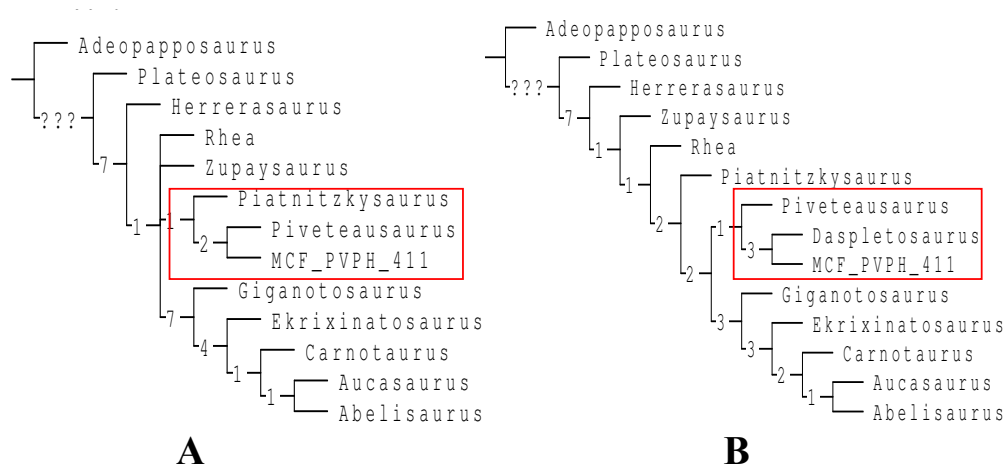 Adeopapposaurus
Plateosaurus
Herrerasaurus
???
Rhea
7
Zupaysaurus
Piatnitzkysaurus
1
1
Piveteausaurus
2
MCF_PVPH_411
Giganotosaurus
7
Ekrixinatosaurus
4
Carnotaurus
1
Aucasaurus
1
Abelisaurus
A
Adeopapposaurus
Plateosaurus
???
Herrerasaurus
7
Zupaysaurus
1
Rhea
1
Piatnitzkysaurus
2
Piveteausaurus
1
Daspletosaurus
3
MCF_PVPH_411
2
Giganotosaurus
3
Ekrixinatosaurus
3
Carnotaurus
2
Aucasaurus
1
Abelisaurus
B